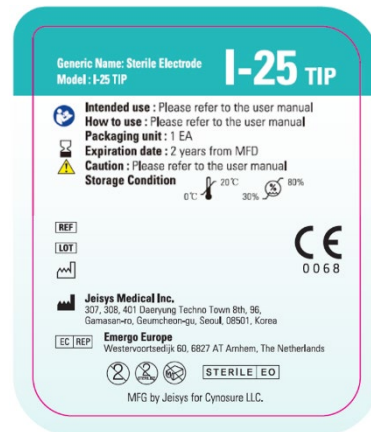 Generic Name: Sterile Electrode
Model : I-25 TIP
I-25 TIP
Intended use : Please refer to the user manual
How to use : Please refer to the user manual
Packaging unit : 1 EA
Expiration date : 2 years from MFD
Caution : Please refer to the user manual
Storage Condition
0℃ 20℃ 30% 80%
REF
LOT
CE
0068
Jeisys Medical Inc.
307, 308, 401 Daeryung Techno Town 8th, 96,
Gamasan-ro, Geumcheon-gu, Seoul, 08501, Korea
EC REP
Emergo Europe
Westervoortsedijk 60, 6827 AT Arnhem, The Netherlands
2
STERILE EO
MFG by Jeisys for Cynosure LLC.